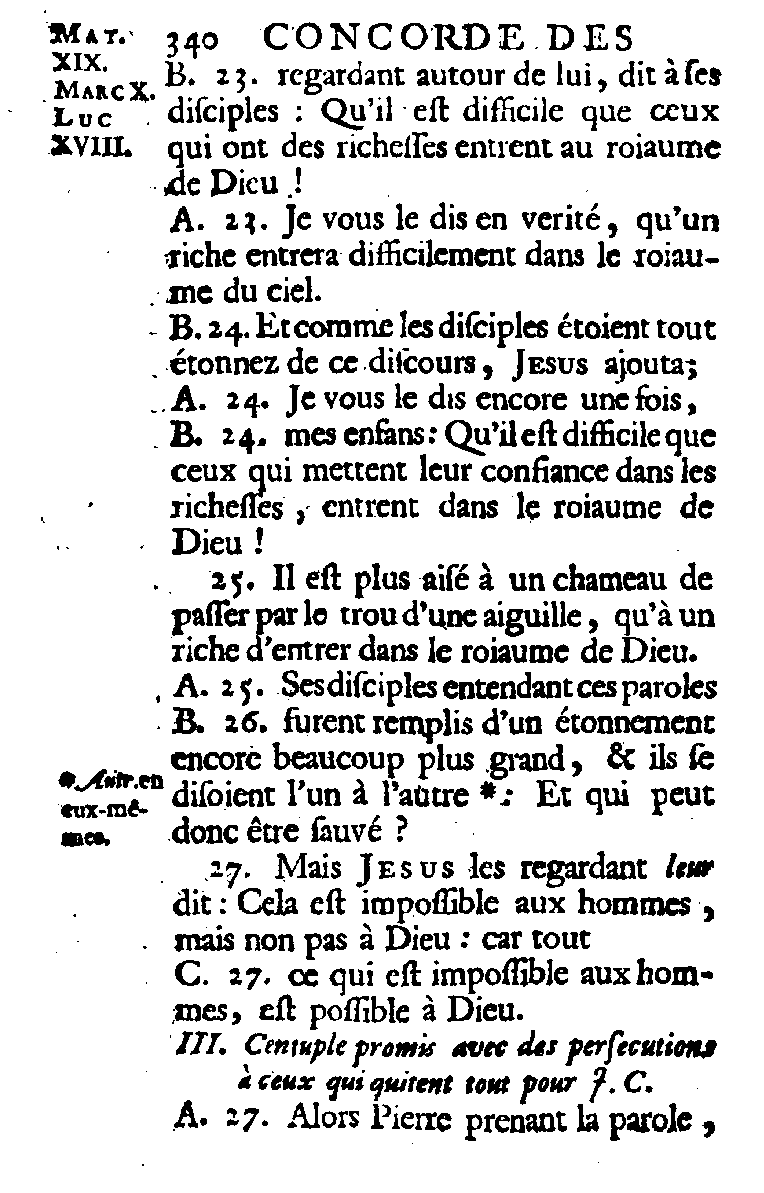 MAT.
XIX.
MARC X.
LUC
XVIII.
340 CONCORDE DES
B. 23. regardant autour de lui, dit à ſes
diſciples : Qu'il eſt difficile que ceux
qui ont des richeſſes entrent au roiaume
de Dieu !
A. 23. Je vous le dis en verité, qu'un
riche entrera difficilement dans le roiau-
me du ciel.
B. 24. Et comme les diſciples étoient tout
étonnez de ce diſcours, JESUS ajouta;
A. 24. Je vous le dis encore une fois,
B. 24. mes enfans: Qu'il eſt difficile que
ceux qui mettent leur confiance dans les
richeſſes, entrent dans le roiaume de
Dieu !
25. Il eſt plus aiſé à un chameau de
paſſer par le trou d'une aiguille, qu'à un
riche d'entrer dans le roiaume de Dieu.
A. 25. Ses diſciples entendant ces paroles
B. 26. furent remplis d'un étonnement
encore beaucoup plus grand, & ils ſe
diſoient l'un à l'autre *: Et qui peut
donc être ſauvé ?
* Autr. en
eux-mê-
mes.
27. Mais JESUS les regardant leur
dit : Cela eſt impoſſible aux hommes,
mais non pas à Dieu : car tout
C. 27. ce qui eſt impoſſible aux hom-
mes, eſt poſſible à Dieu.
III. Centuple promis avec des perſecutions
à ceux qui quitent tout pour J. C.
A. 27. Alors Pierre prenant la parole,